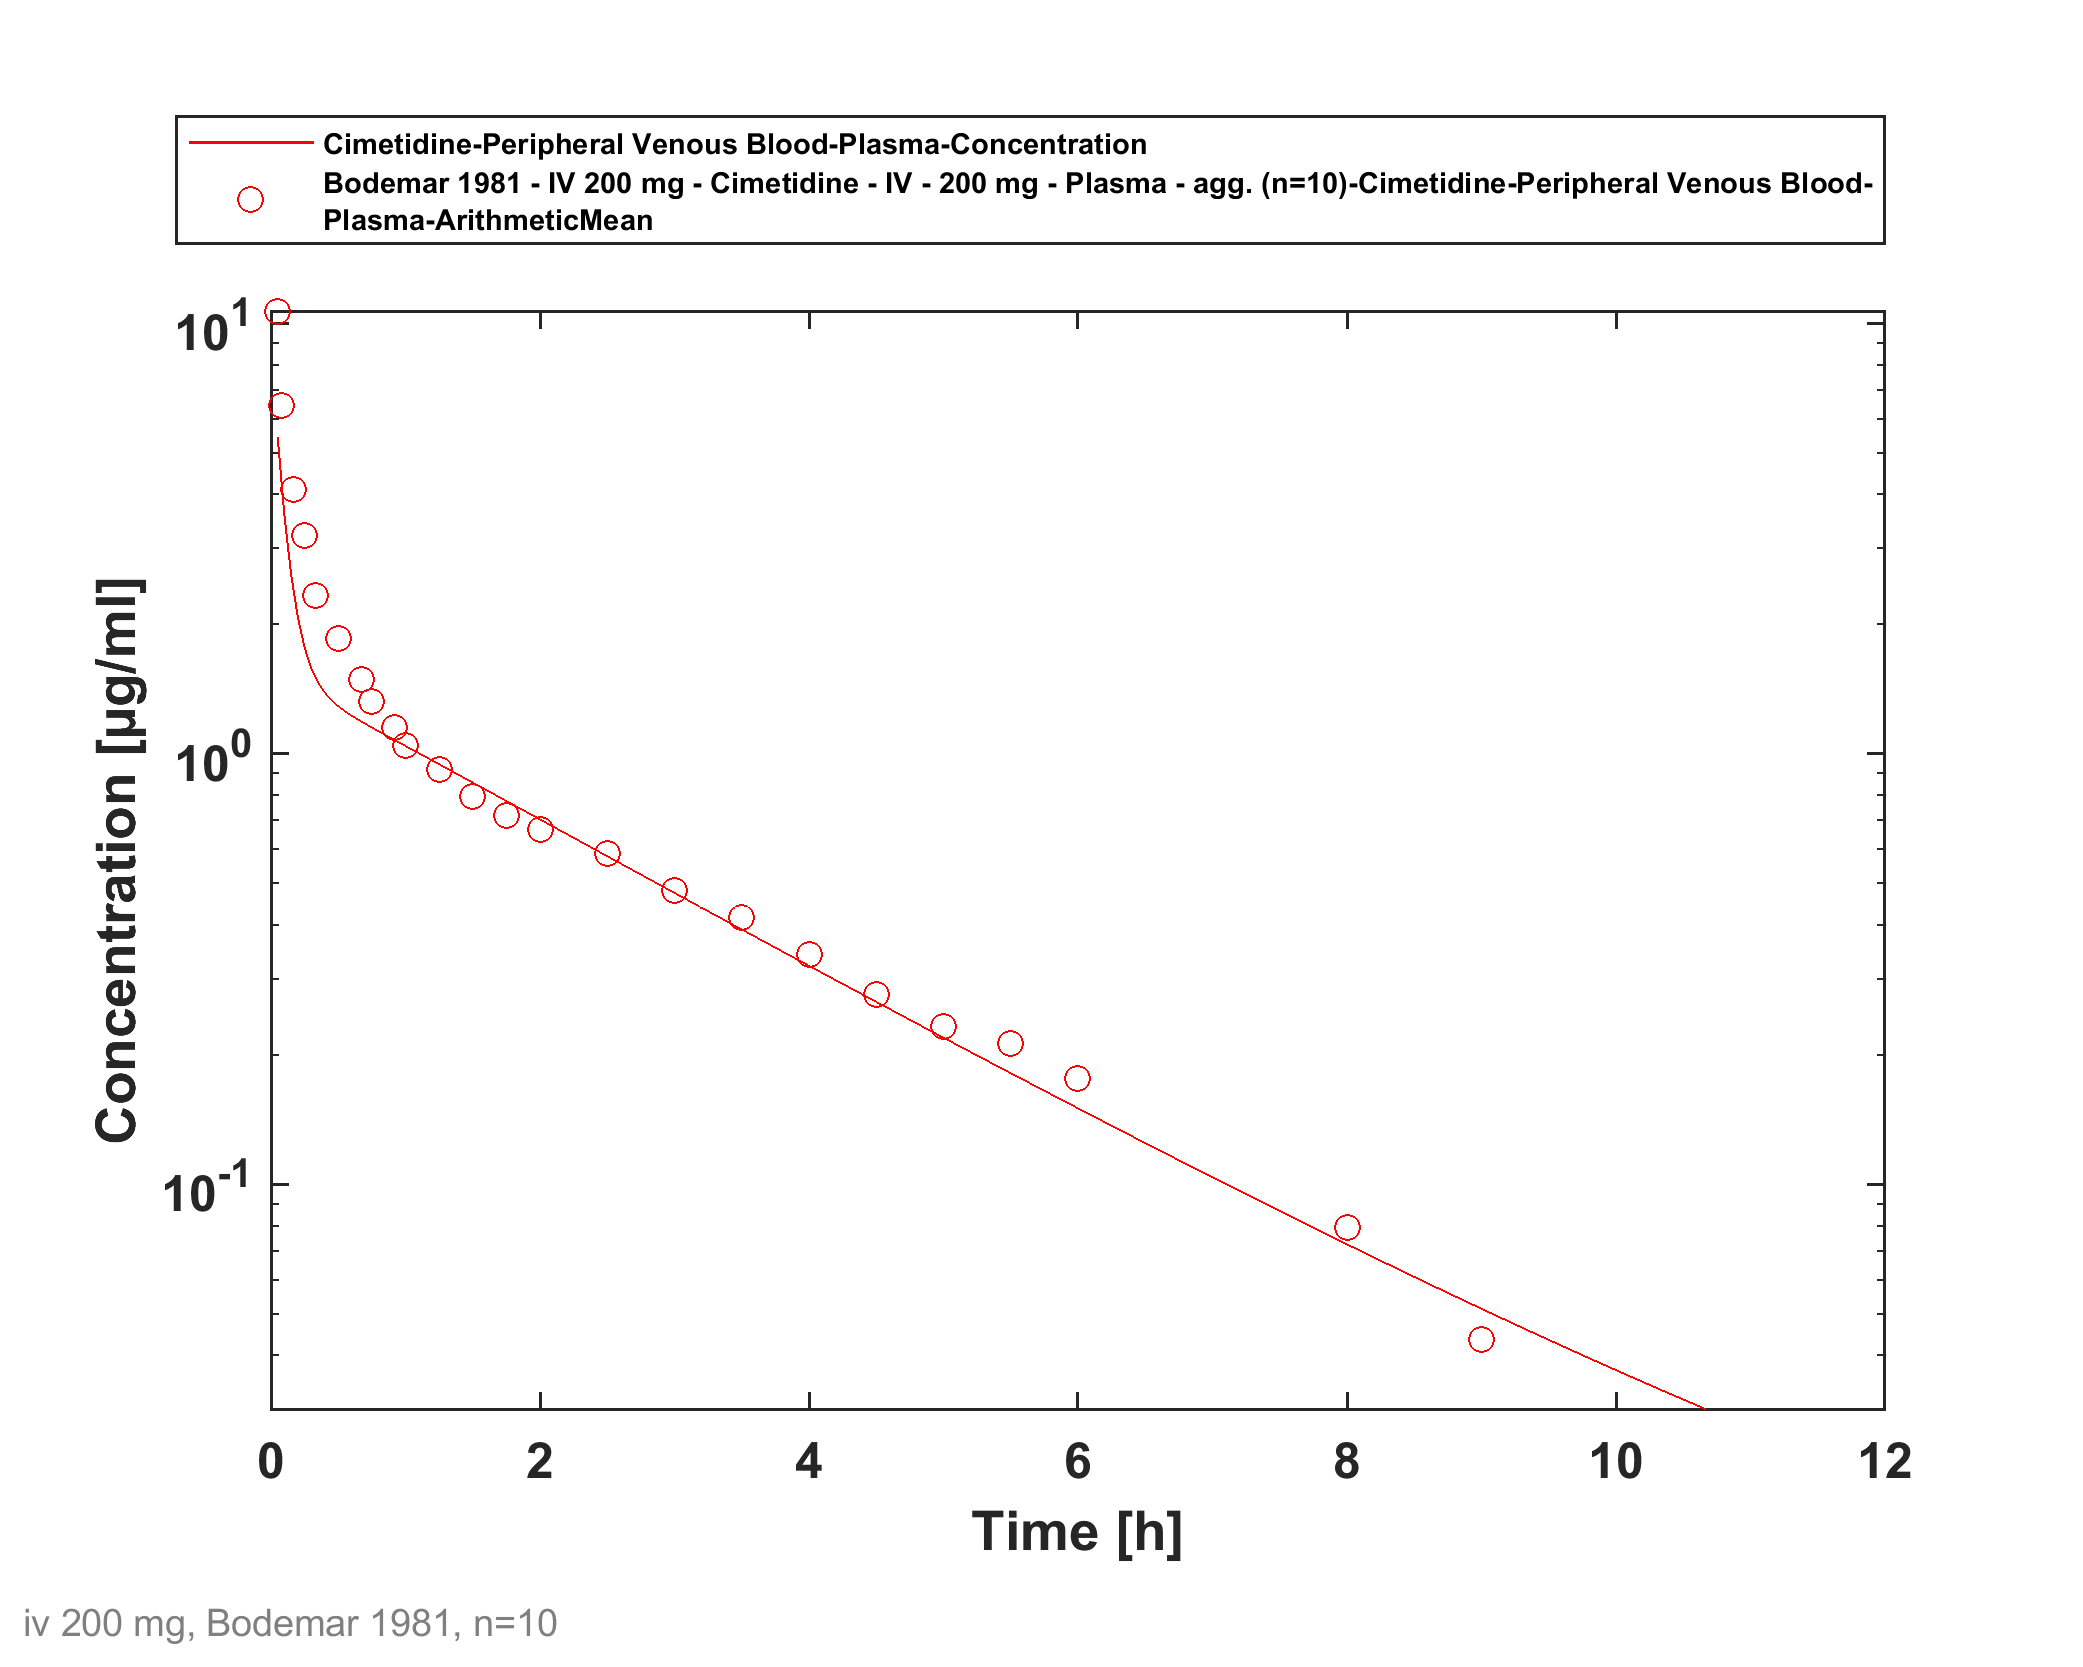 Cimetidine-Peripheral Venous Blood-Plasma-Concentration
Bodemar 1981 - IV 200 mg - Cimetidine - IV - 200 mg - Plasma - agg. (n=10)-Cimetidine-Peripheral Venous Blood-
Plasma-ArithmeticMean
10^1
10^0
10^-1
Concentration [µg/ml]
0 2 4 6 8 10 12
Time [h]
iv 200 mg, Bodemar 1981, n=10